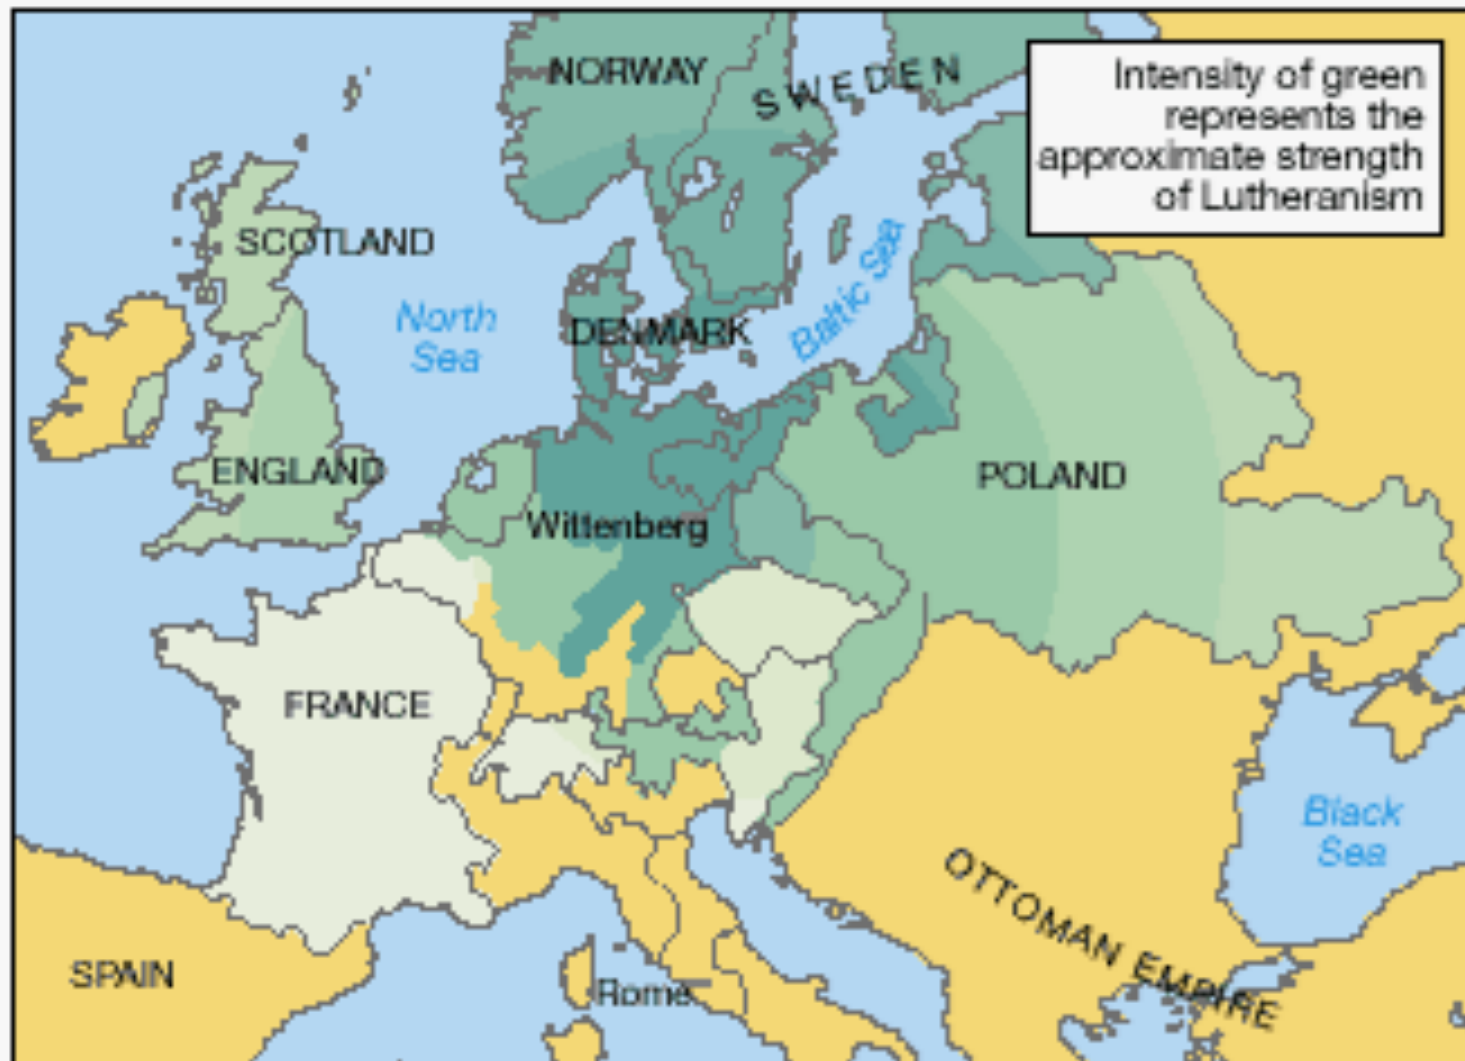 NORWAY
SWEDEN
Intensity of green
represents the
approximate strength
of Lutheranism
SCOTLAND
North
Sea
Baltic Sea
DENMARK
ENGLAND
POLAND
Wittenberg
FRANCE
Black
Sea
OTTOMAN EMPIRE
SPAIN
Rome